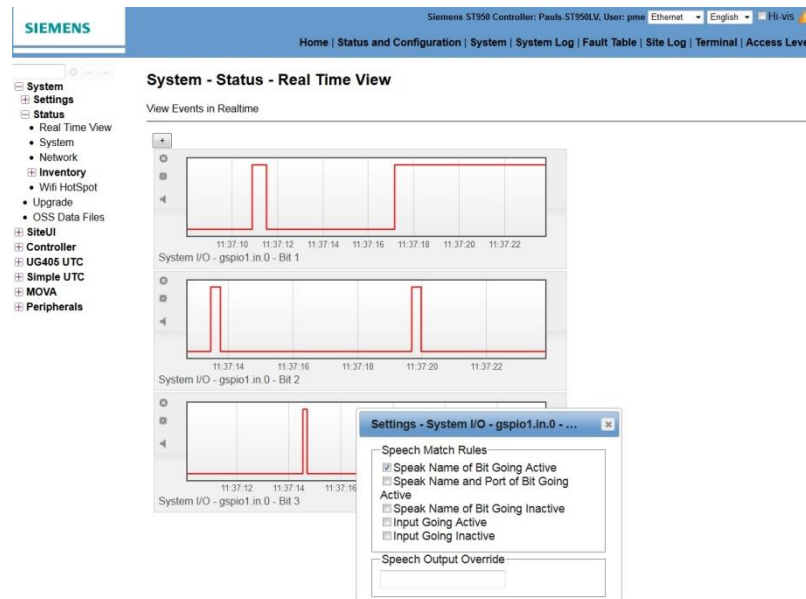 SIEMENS
Siemens ST950 Controller: Pauls-ST950LV, User: pme Ethernet English Hi-vis
Home | Status and Configuration | System | System Log | Fault Table | Site Log | Terminal | Access Leve
System
Settings
Status
Real Time View
System
Network
Inventory
Wifi HotSpot
Upgrade
OSS Data Files
SiteUI
Controller
UG405 UTC
Simple UTC
MOVA
Peripherals
System - Status - Real Time View
View Events in Realtime
+
11:37:10 11:37:12 11:37:14 11:37:16 11:37:18 11:37:20 11:37:22
System I/O - gspio1.in.0 - Bit 1
11:37:14 11:37:16 11:37:18 11:37:20 11:37:22
System I/O - gspio1.in.0 - Bit 2
11:37:12 11:37:14 11:37:16
System I/O - gspio1.in.0 - Bit 3
Settings - System I/O - gspio1.in.0 - ...
Speech Match Rules
Speak Name of Bit Going Active
Speak Name and Port of Bit Going
Active
Speak Name of Bit Going Inactive
Input Going Active
Input Going Inactive
Speech Output Override